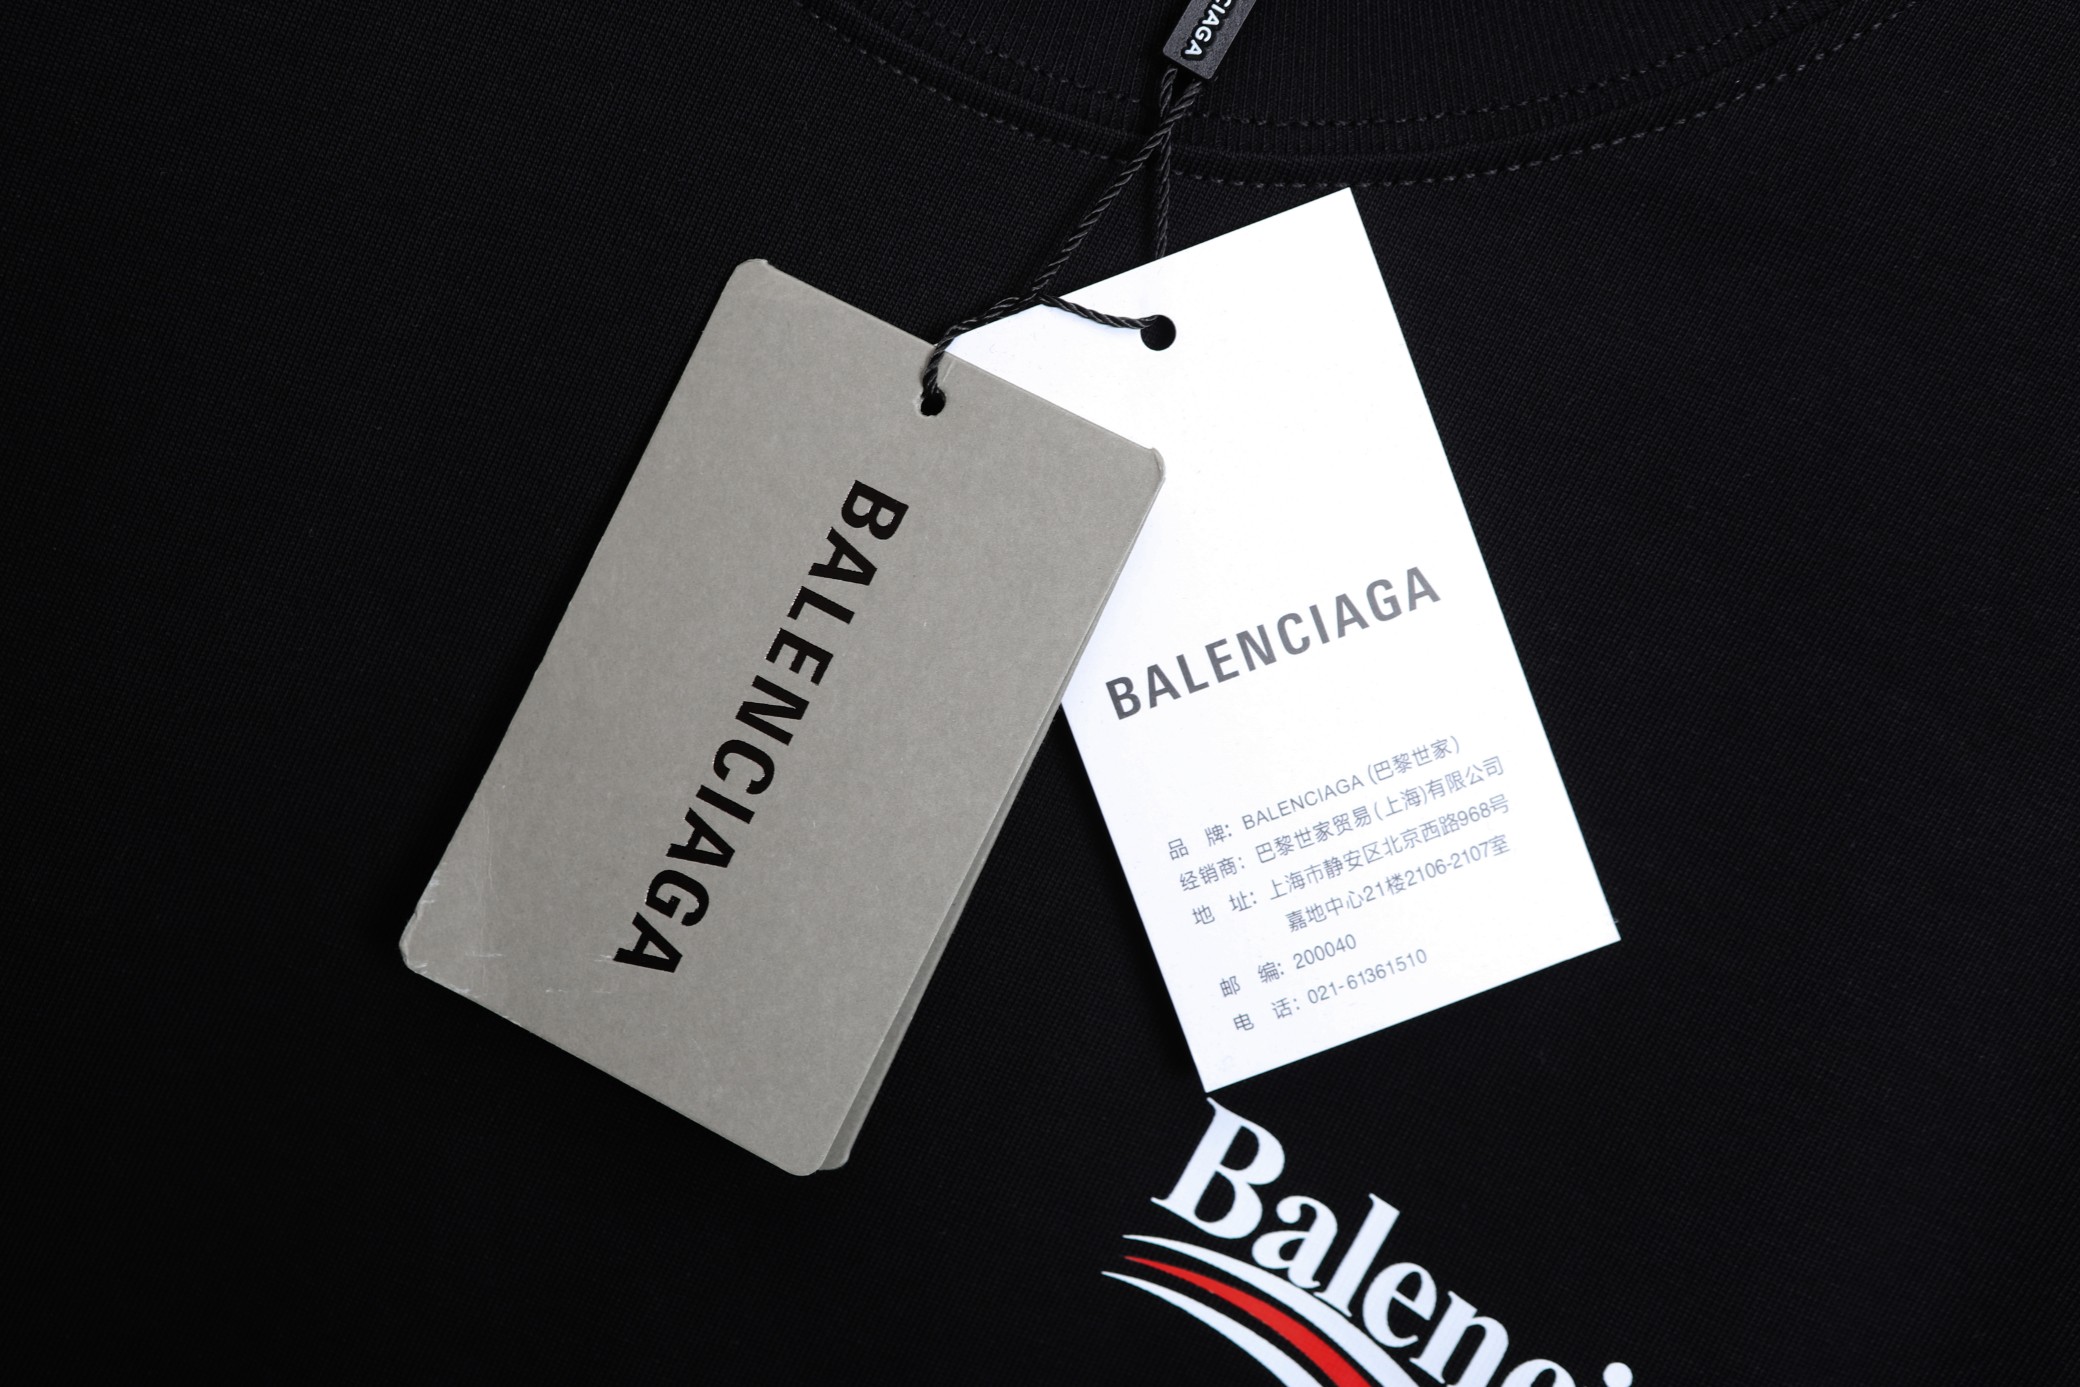 CIAGA
BALENCIAGA
BALENCIAGA
品 牌: BALENCIAGA (巴黎世家)
经销商: 巴黎世家贸易(上海)有限公司
地 址: 上海市静安区北京西路968号
嘉地中心21楼2106-2107室
邮 编: 200040
电 话: 021-61361510
Balenci